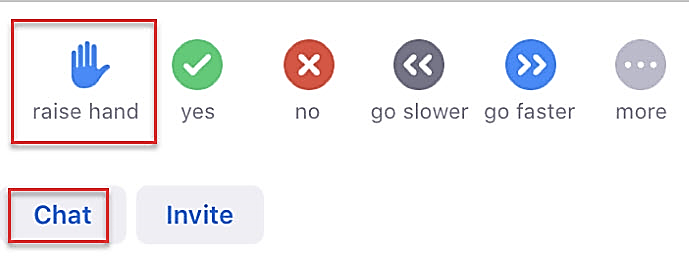 raise hand yes no go slower go faster more
Chat Invite